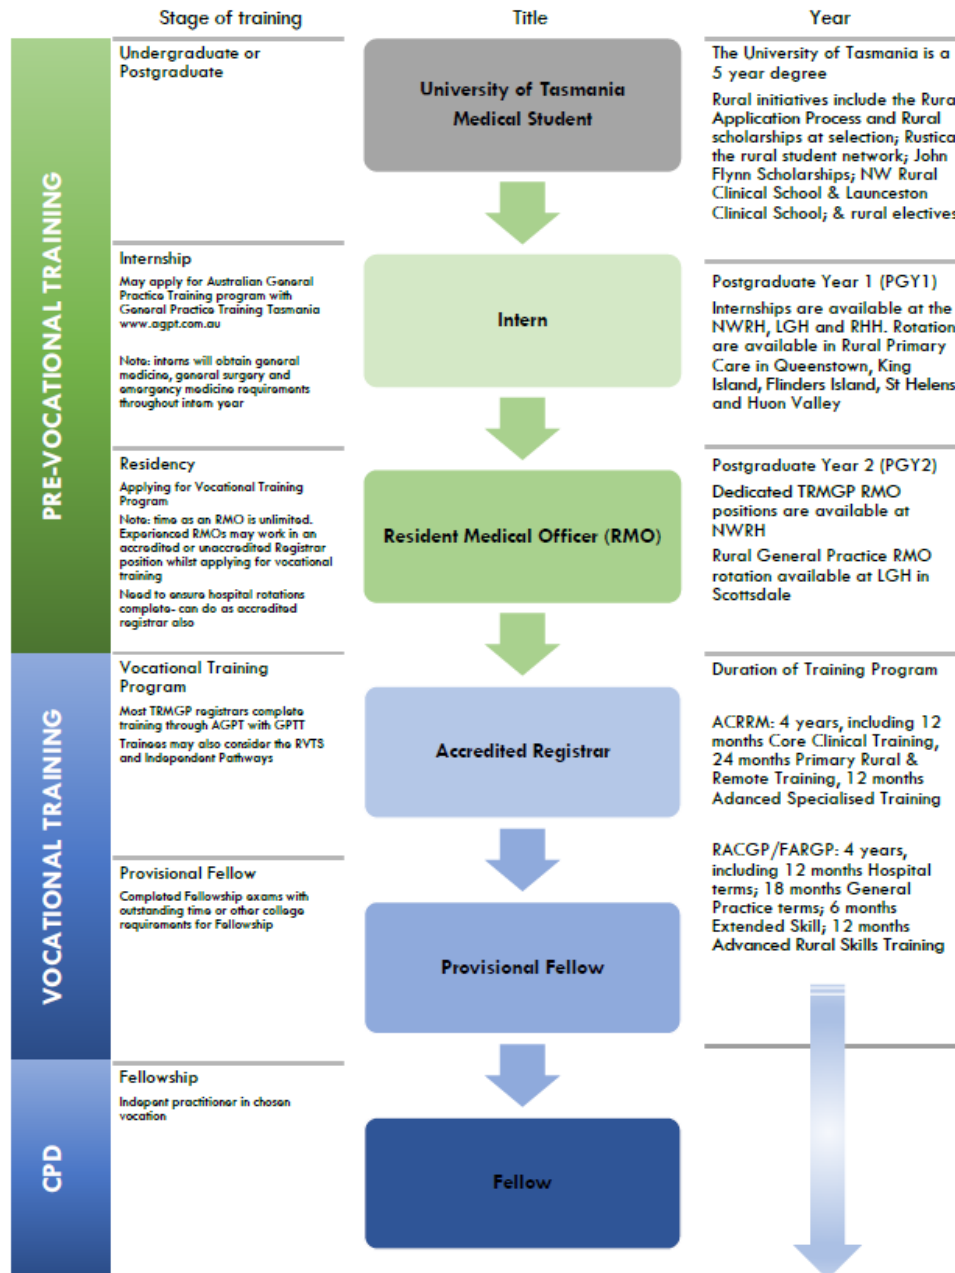 Stage of training
Title
Year
PRE-VOCATIONAL TRAINING
Undergraduate or
Postgraduate
University of Tasmania
Medical Student
The University of Tasmania is a
5 year degree
Rural initiatives include the Rura
Application Process and Rural
scholarships at selection; Rustica
the rural student network; John
Flynn Scholarships; NW Rural
Clinical School & Launceston
Clinical School; & rural electives
Internship
May apply for Australian General
Practice Training program with
General Practice Training Tasmania
www.agpt.com.au
Note: interns will obtain general
medicine, general surgery and
emergency medicine requirements
throughout intern year
Intern
Postgraduate Year 1 (PGY1)
Internships are available at the
NWRH, LGH and RHH. Rotation
are available in Rural Primary
Care in Queenstown, King
Island, Flinders Island, St Helens
and Huon Valley
Residency
Applying for Vocational Training
Program
Note: time as an RMO is unlimited.
Experienced RMOs may work in an
accredited or unaccredited Registrar
position whilst applying for vocational
training
Need to ensure hospital rotations
complete- can do as accredited
registrar also
Resident Medical Officer (RMO)
Postgraduate Year 2 (PGY2)
Dedicated TRMGP RMO
positions are available at
NWRH
Rural General Practice RMO
rotation available at LGH in
Scottsdale
VOCATIONAL TRAINING
Vocational Training
Program
Most TRMGP registrars complete
training through AGPT with GPTT
Trainees may also consider the RVTS
and Independent Pathways
Accredited Registrar
Duration of Training Program
ACRRM: 4 years, including 12
months Core Clinical Training,
24 months Primary Rural &
Remote Training, 12 months
Adanced Specialised Training
RACGP/FARGP: 4 years,
including 12 months Hospital
terms; 18 months General
Practice terms; 6 months
Extended Skill; 12 months
Advanced Rural Skills Training
Provisional Fellow
Completed Fellowship exams with
outstanding time or other college
requirements for Fellowship
Provisional Fellow
CPD
Fellowship
Indepent practitioner in chosen
vocation
Fellow